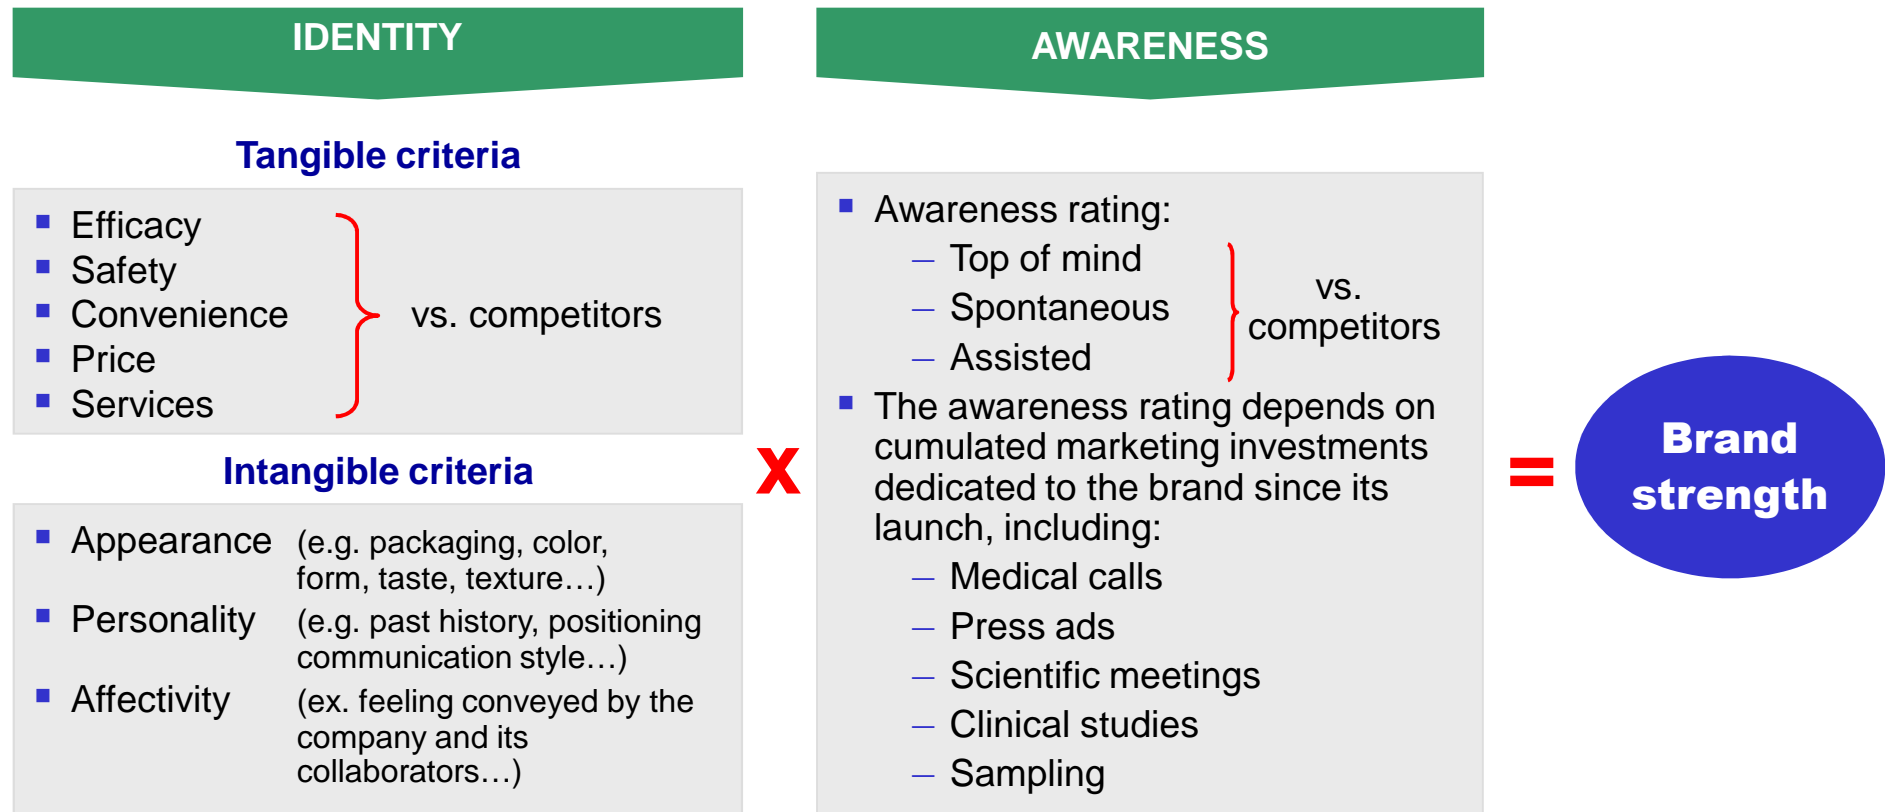 IDENTITY
Tangible criteria
▪ Efficacy
▪ Safety
▪ Convenience
▪ Price
▪ Services
vs. competitors
Intangible criteria
▪ Appearance (e.g. packaging, color,
form, taste, texture…)
▪ Personality (e.g. past history, positioning
communication style…)
▪ Affectivity (ex. feeling conveyed by the
company and its
collaborators…)
x
AWARENESS
▪ Awareness rating:
– Top of mind
– Spontaneous
– Assisted
vs.
competitors
▪ The awareness rating depends on
cumulated marketing investments
dedicated to the brand since its
launch, including:
– Medical calls
– Press ads
– Scientific meetings
– Clinical studies
– Sampling
=
Brand
strength